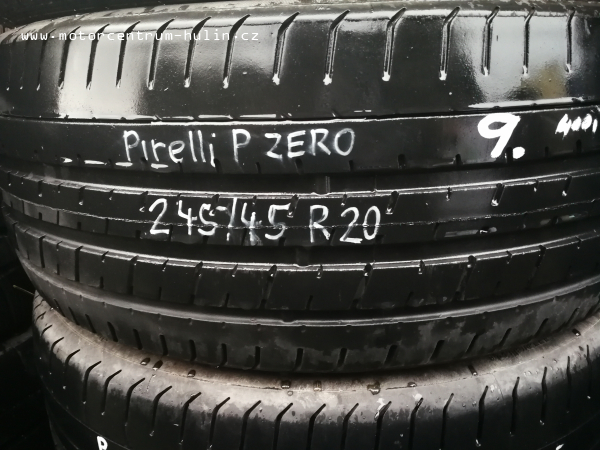 www.motorcentrum-hulin.cz
Pirelli P ZERO 9.
245/45 R20